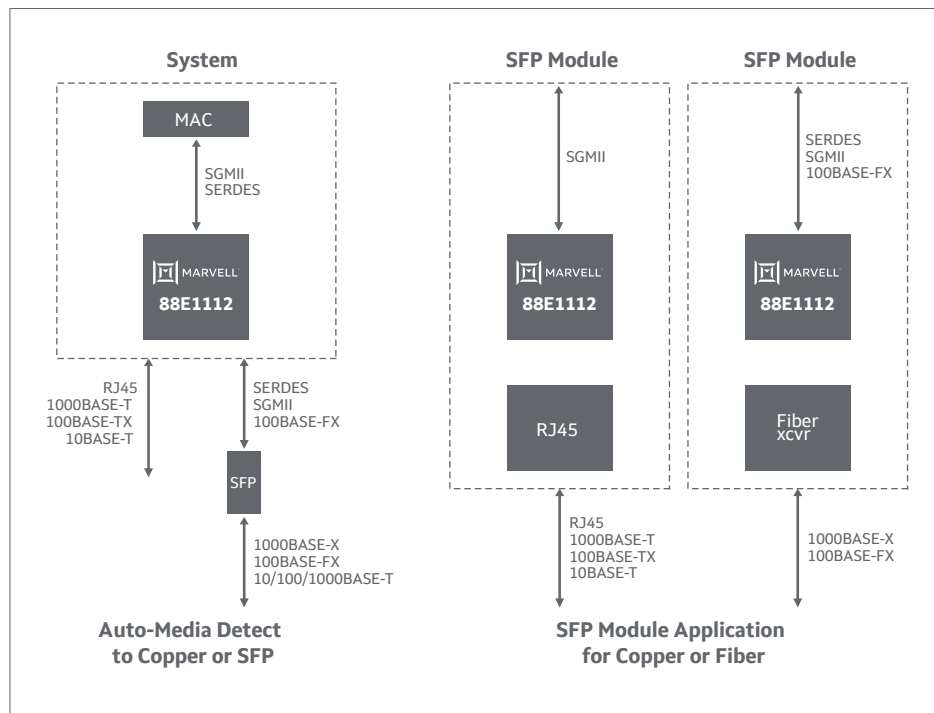 System
MAC
SGMII
SERDES
MARVELL
88E1112
RJ45
1000BASE-T
100BASE-TX
10BASE-T
SERDES
SGMII
100BASE-FX
SFP
1000BASE-X
100BASE-FX
10/100/1000BASE-T
Auto-Media Detect
to Copper or SFP
SFP Module
SGMII
MARVELL
88E1112
RJ45
RJ45
1000BASE-T
100BASE-TX
10BASE-T
SFP Module
SERDES
SGMII
100BASE-FX
MARVELL
88E1112
Fiber
xcvr
1000BASE-X
100BASE-FX
SFP Module Application
for Copper or Fiber